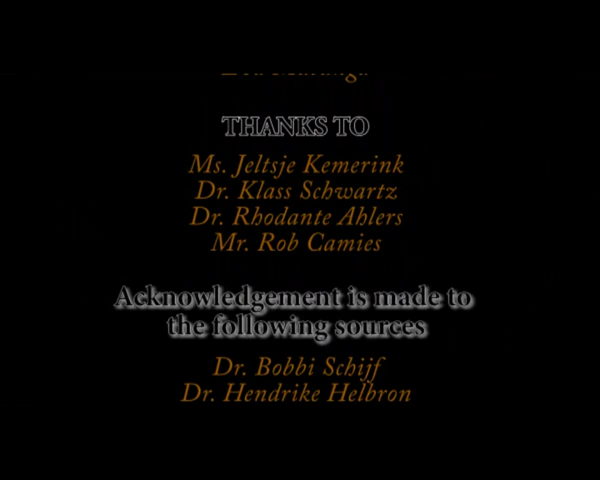 THANKS TO
Ms. Jeltsje Kemerink
Dr. Klass Schwartz
Dr. Rhodante Ahlers
Mr. Rob Camies
Acknowledgement is made to
the following sources
Dr. Bobbi Schijf
Dr. Hendrike Helbron